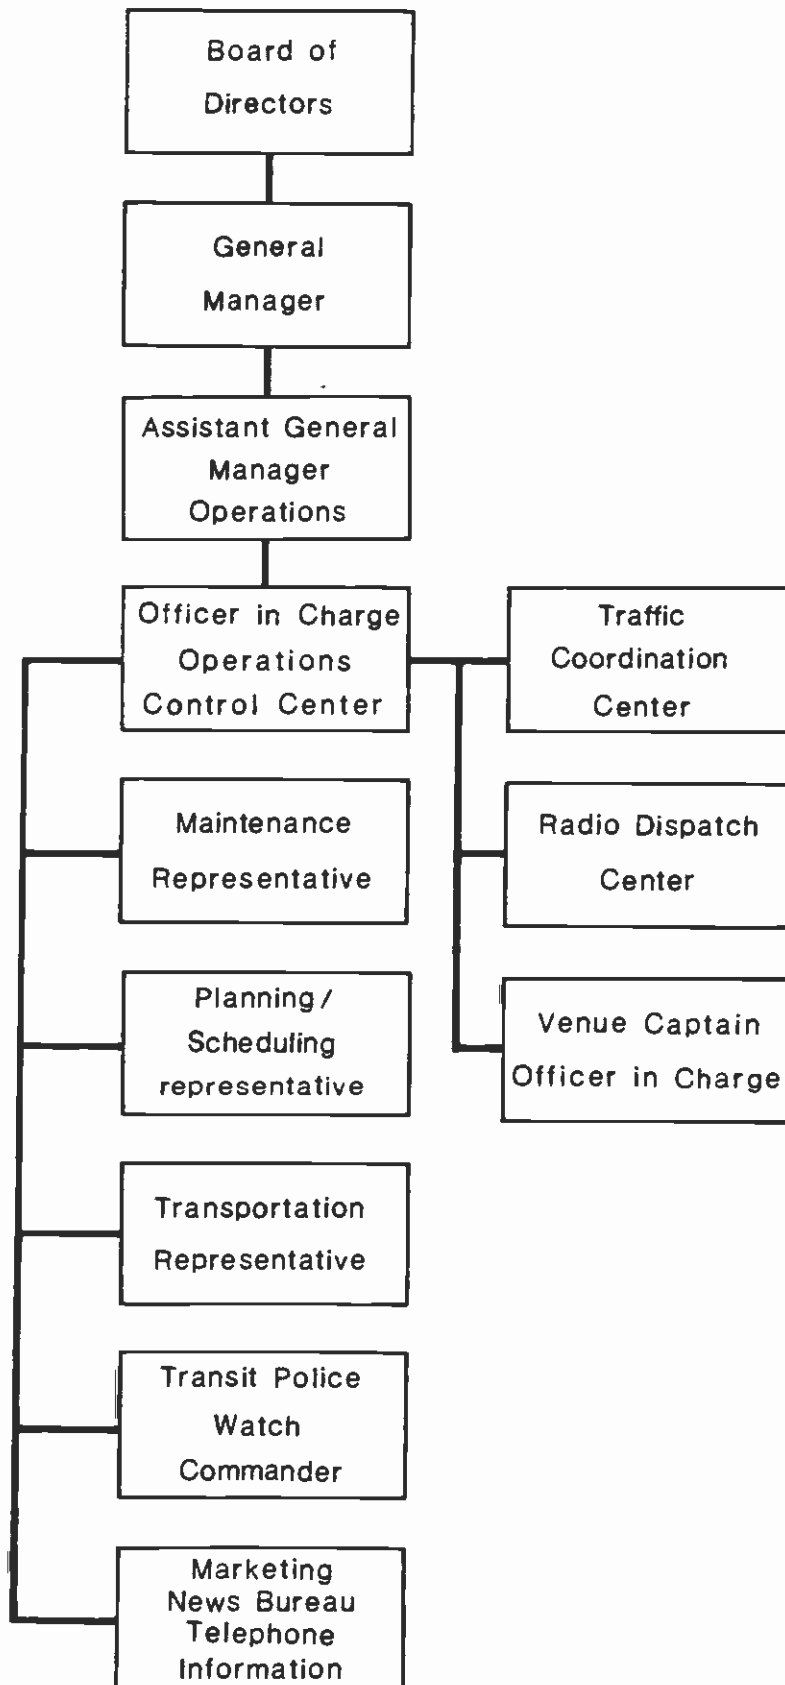 Board of
Directors
General
Manager
Assistant General
Manager
Operations
Officer in Charge
Operations
Control Center
Traffic
Coordination
Center
Maintenance
Representative
Radio Dispatch
Center
Planning/
Scheduling
representative
Venue Captain
Officer in Charge
Transportation
Representative
Transit Police
Watch
Commander
Marketing
News Bureau
Telephone
Information